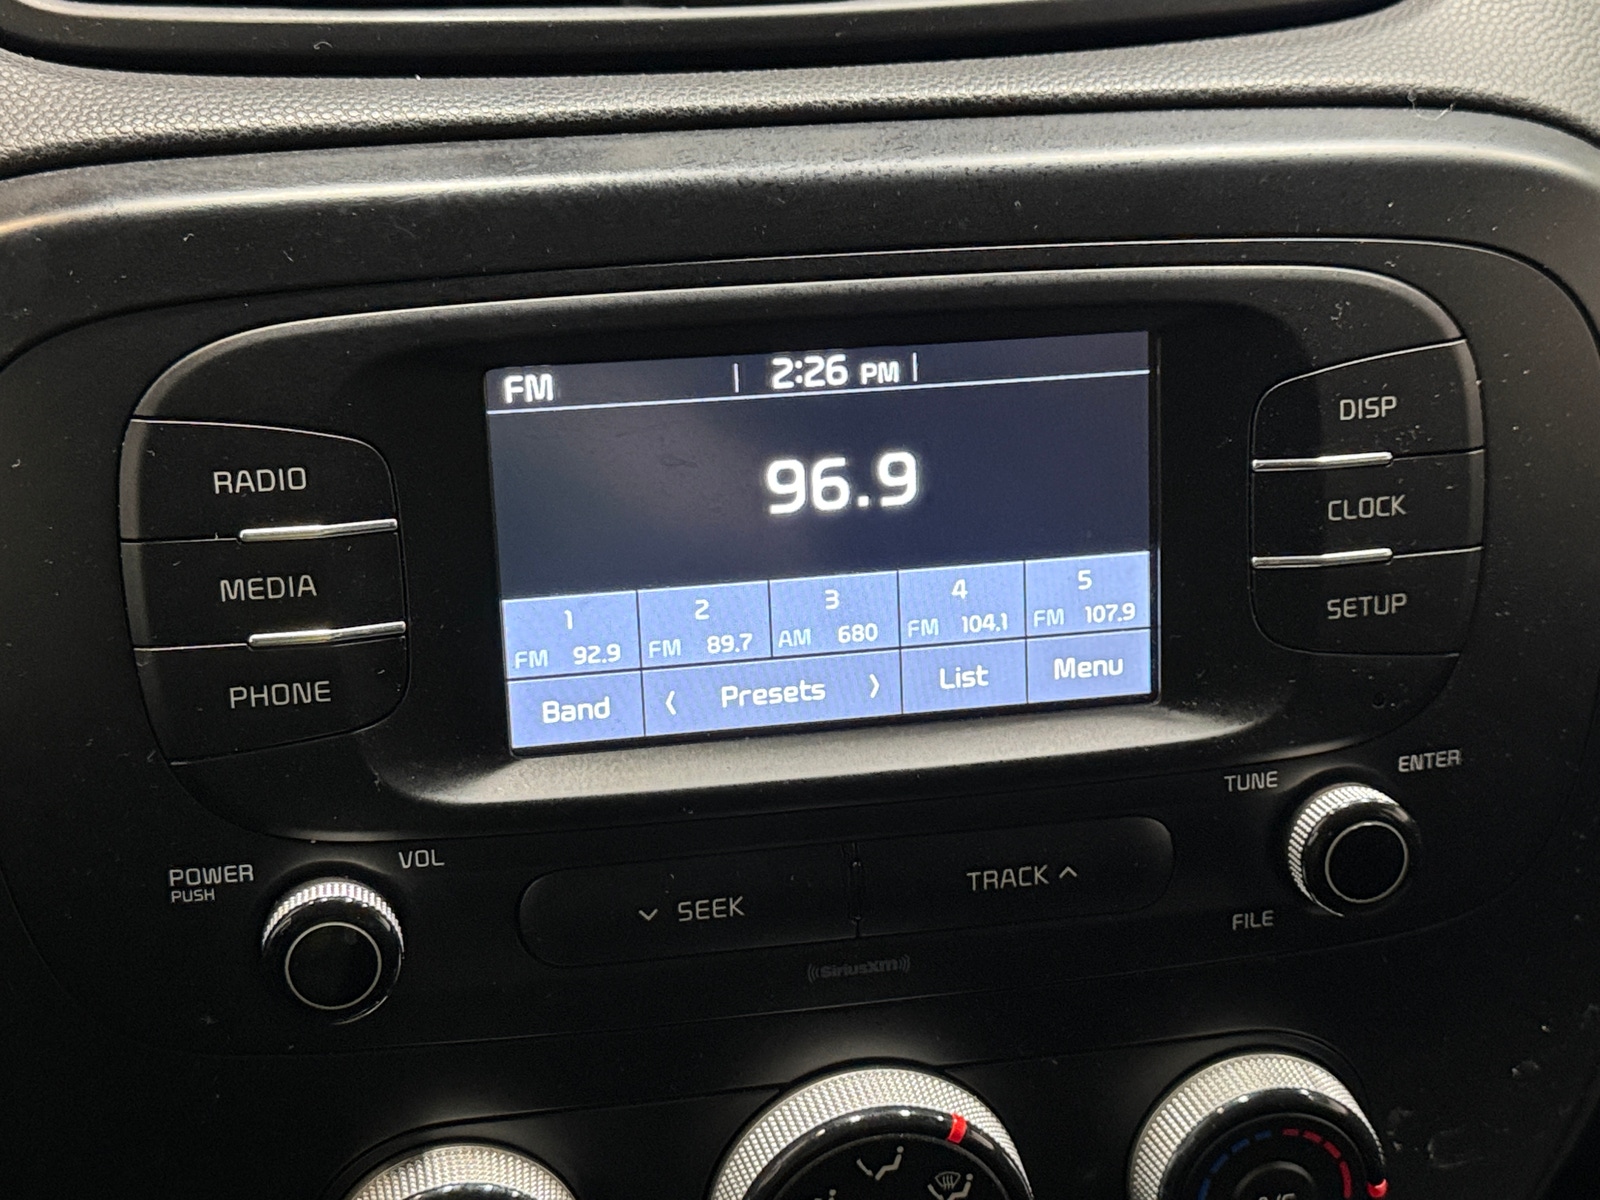 FM 2:26 PM
96.9
1 2 3 4 5
FM 92.9 FM 89.7 AM 680 FM 104.1 FM 107.9
Band ⟨ Presets ⟩ List Menu
RADIO
MEDIA
PHONE
DISP
CLOCK
SETUP
POWER
PUSH
VOL
SEEK
TRACK
TUNE
ENTER
FILE
((SiriusXM))